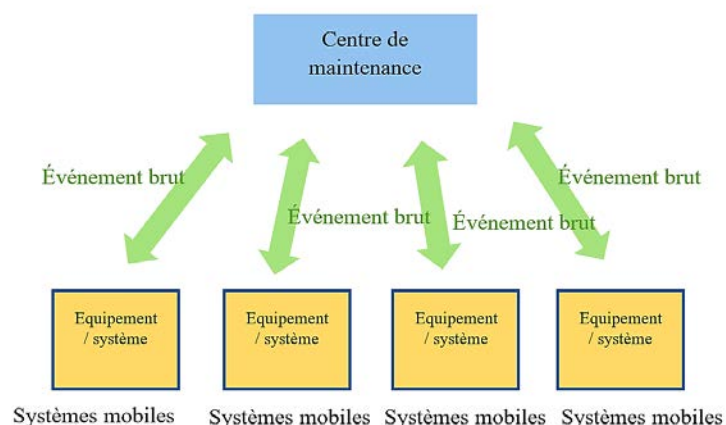 Centre de
maintenance
Événement brut
Événement brut
Événement brut
Événement brut
Equipement
/ système
Equipement
/ système
Equipement
/ système
Equipement
/ système
Systèmes mobiles
Systèmes mobiles
Systèmes mobiles
Systèmes mobiles